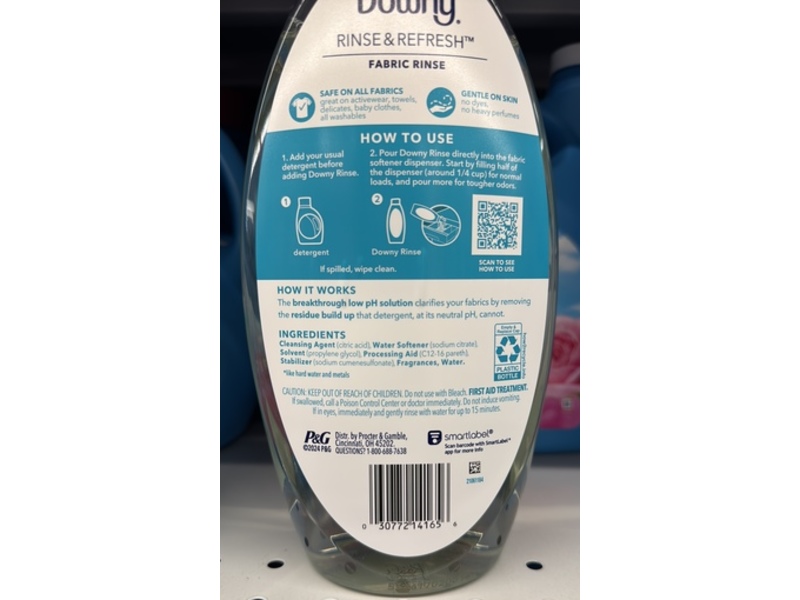 Downy.
RINSE & REFRESH™
FABRIC RINSE
SAFE ON ALL FABRICS
great on activewear, towels,
delicates, baby clothes,
all washables
GENTLE ON SKIN
no dyes,
no heavy perfumes
HOW TO USE
1. Add your usual
detergent before
adding Downy Rinse.
2. Pour Downy Rinse directly into the fabric
softener dispenser. Start by filling half of
the dispenser (around 1/4 cup) for normal
loads, and pour more for tougher odors.
1
detergent
2
Downy Rinse
SCAN TO SEE
HOW TO USE
If spilled, wipe clean.
HOW IT WORKS
The breakthrough low pH solution clarifies your fabrics by removing
the residue build up that detergent, at its neutral pH, cannot.
INGREDIENTS
Cleansing Agent (citric acid), Water Softener (sodium citrate),
Solvent (propylene glycol), Processing Aid (C12-16 pareth),
Stabilizer (sodium cumenesulfonate), Fragrances, Water.
*like hard water and metals
Empty &
Replace Cap
PLASTIC
BOTTLE
CAUTION: KEEP OUT OF REACH OF CHILDREN. Do not use with Bleach. FIRST AID TREATMENT.
If swallowed, call a Poison Control Center or doctor immediately. Do not induce vomiting.
If in eyes, immediately and gently rinse with water for up to 15 minutes.
P&G
©2024 P&G
Distr. by Procter & Gamble,
Cincinnati, OH 45202.
QUESTIONS? 1-800-688-7638
smartlabel®
Scan barcode with SmartLabel™
app for more info
0 30772 14165 6